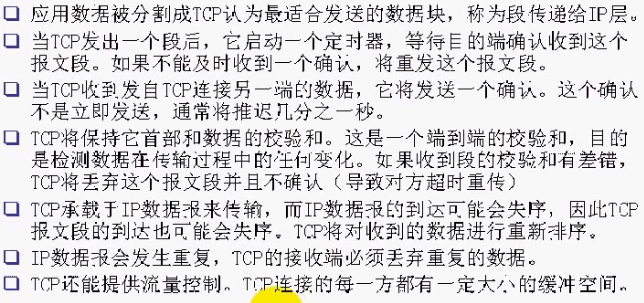 应用数据被分割成TCP认为最适合发送的数据块，称为段传递给IP层。
当TCP发出一个段后，它启动一个定时器，等待目的端确认收到这个
报文段。如果不能及时收到一个确认，将重发这个报文段。
当TCP收到发自TCP连接另一端的数据，它将发送一个确认。这个确认
不是立即发送，通常将推迟几分之一秒。
TCP将保持它首部和数据的校验和。这是一个端到端的校验和，目的
是检测数据在传输过程中的任何变化。如果收到段的校验和有差错，
TCP将丢弃这个报文段并且不确认（导致对方超时重传）
TCP承载于IP数据报来传输，而IP数据报的到达可能会失序，因此TCP
报文段的到达也可能会失序。TCP将对收到的数据进行重新排序。
IP数据报会发生重复，TCP的接收端必须丢弃重复的数据。
TCP还能提供流量控制。TCP连接的每一方都有一定大小的缓冲空间。